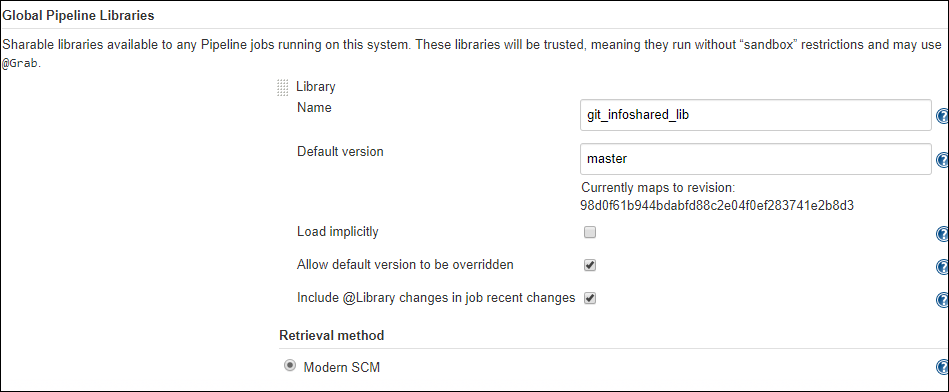 Global Pipeline Libraries
Sharable libraries available to any Pipeline jobs running on this system. These libraries will be trusted, meaning they run without “sandbox” restrictions and may use
@Grab.
Library
Name
git_infoshared_lib
Default version
master
Currently maps to revision:
98d0f61b944bdabfd88c2e04f0ef283741e2b8d3
Load implicitly
Allow default version to be overridden
Include @Library changes in job recent changes
Retrieval method
Modern SCM